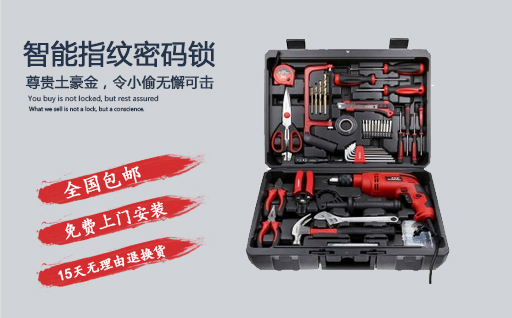 智能指纹密码锁
尊贵土豪金，令小偷无懈可击
You buy is not locked, but rest assured
What we sell is not a lock, but a conscience.
全国包邮
免费上门安装
15天无理由退换货